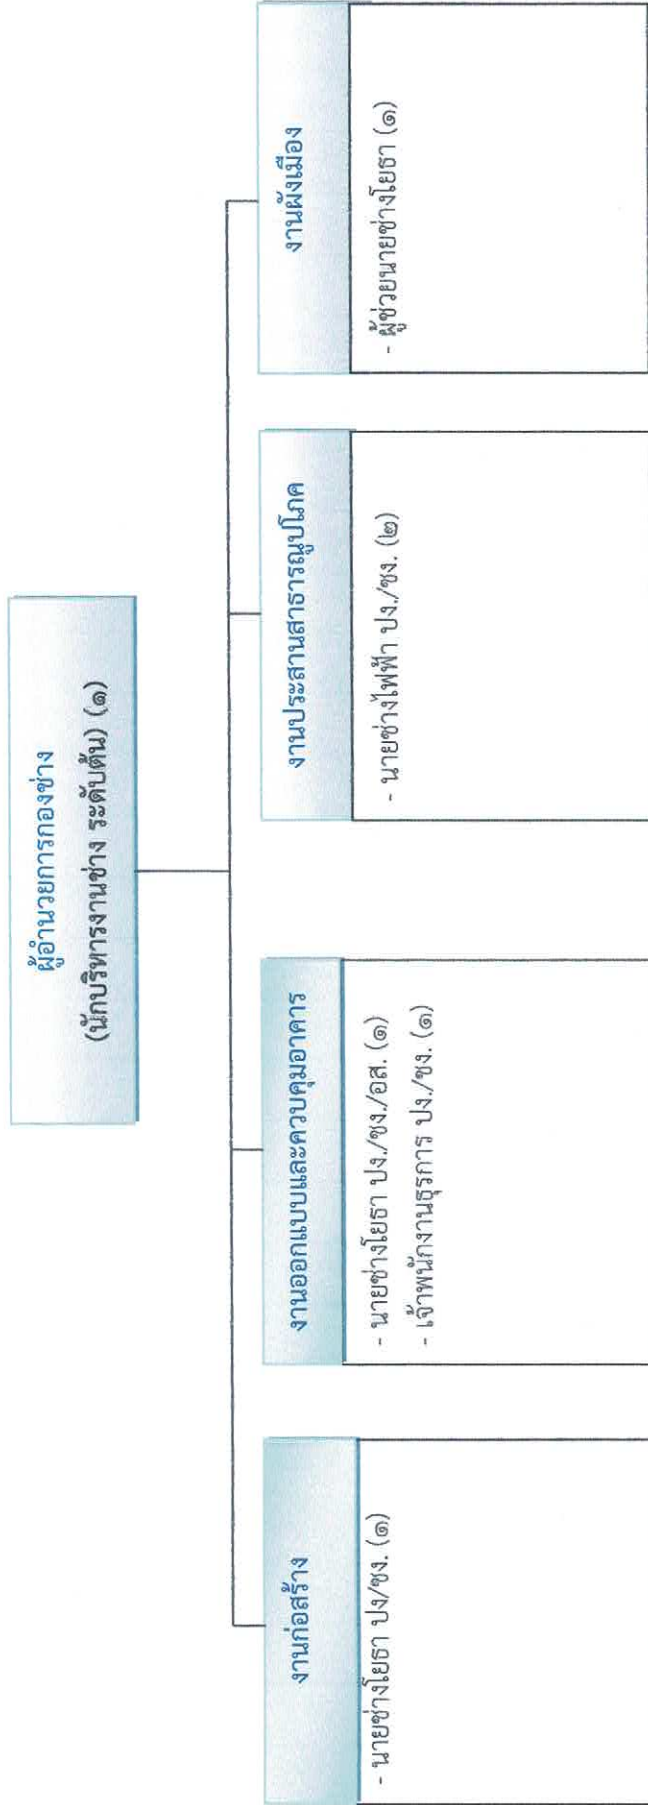 ผู้อำนวยการกองช่าง
(นักบริหารงานช่าง ระดับต้น) (๑)
งานก่อสร้าง
- นายช่างโยธา ปง/ชง. (๑)
งานออกแบบและควบคุมอาคาร
- นายช่างโยธา ปง./ชง./อส. (๑)
- เจ้าพนักงานธุรการ ปง./ชง. (๑)
งานประสานสาธารณูปโภค
- นายช่างไฟฟ้า ปง./ชง. (๒)
งานผังเมือง
- ผู้ช่วยนายช่างโยธา (๑)